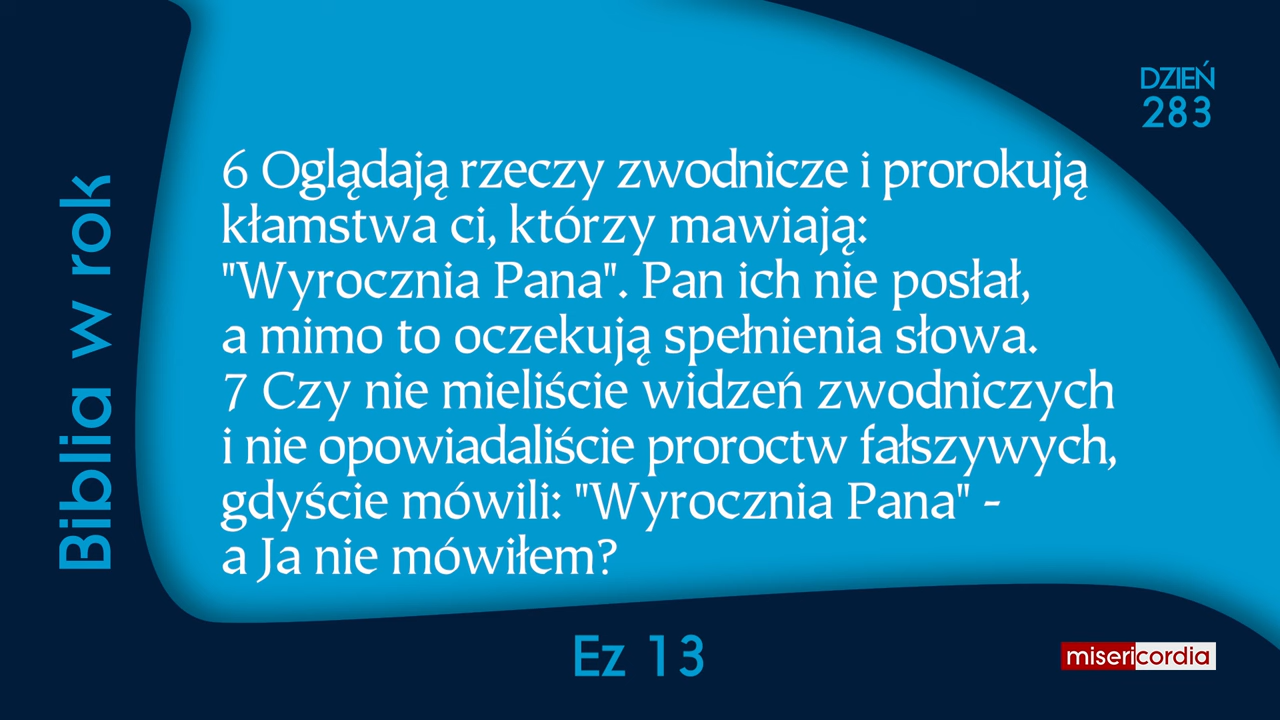 DZIEŃ
283
Biblia w rok
6 Oglądają rzeczy zwodnicze i prorokują
kłamstwa ci, którzy mawiają:
"Wyrocznia Pana". Pan ich nie posłał,
a mimo to oczekują spełnienia słowa.
7 Czy nie mieliście widzeń zwodniczych
i nie opowiadaliście proroctw fałszywych,
gdyście mówili: "Wyrocznia Pana" -
a Ja nie mówiłem?
Ez 13
misericordia